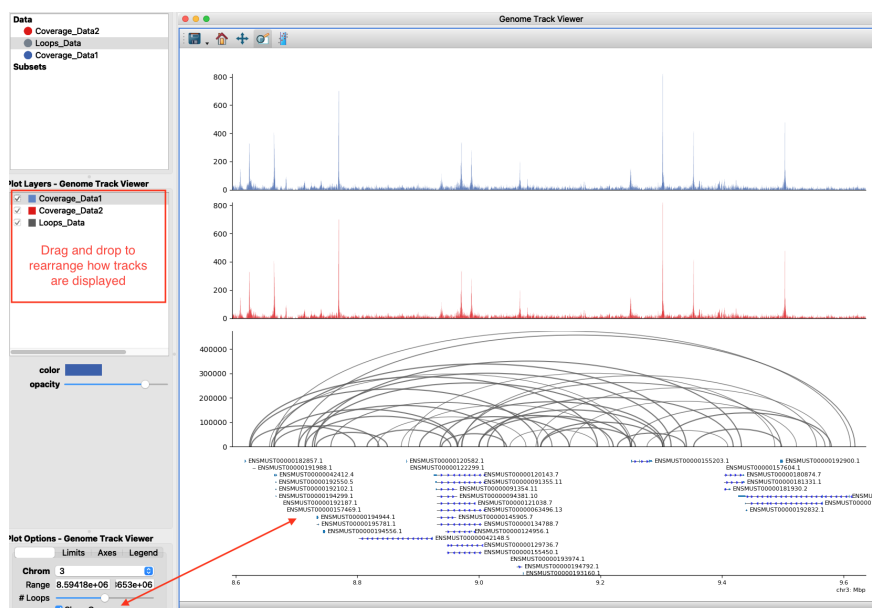 Data
Coverage_Data2
Loops_Data
Coverage_Data1
Subsets
Plot Layers - Genome Track Viewer
Coverage_Data1
Coverage_Data2
Loops_Data
Drag and drop to
rearrange how tracks
are displayed
color
opacity
Plot Options - Genome Track Viewer
Limits Axes Legend
Chrom 3
Range 8.59418e+06 i653e+06
# Loops
Genome Track Viewer
800
600
400
200
0
800
600
400
200
0
400000
300000
200000
100000
0
ENSMUST00000182857.1
ENSMUST00000191988.1
ENSMUST00000042412.4
ENSMUST00000192550.5
ENSMUST00000192102.1
ENSMUST00000194299.1
ENSMUST00000192187.1
ENSMUST00000157469.1
ENSMUST00000194944.1
ENSMUST00000195781.1
ENSMUST00000194556.1
ENSMUST00000042148.5
ENSMUST00000120582.1
ENSMUST00000122299.1
ENSMUST00000120143.7
ENSMUST00000091355.11
ENSMUST00000091354.11
ENSMUST00000121038.7
ENSMUST00000094381.10
ENSMUST00000063496.13
ENSMUST00000145905.7
ENSMUST00000134788.7
ENSMUST00000124956.1
ENSMUST00000129736.7
ENSMUST00000155450.1
ENSMUST00000193974.1
ENSMUST00000194792.1
ENSMUST00000193160.1
ENSMUST00000155203.1
ENSMUST00000192900.1
ENSMUST00000157604.1
ENSMUST00000180874.7
ENSMUST00000181331.1
ENSMUST00000181930.2
ENSMUST00000192832.1
8.6 8.8 9.0 9.2 9.4 9.6
chr3: Mbp